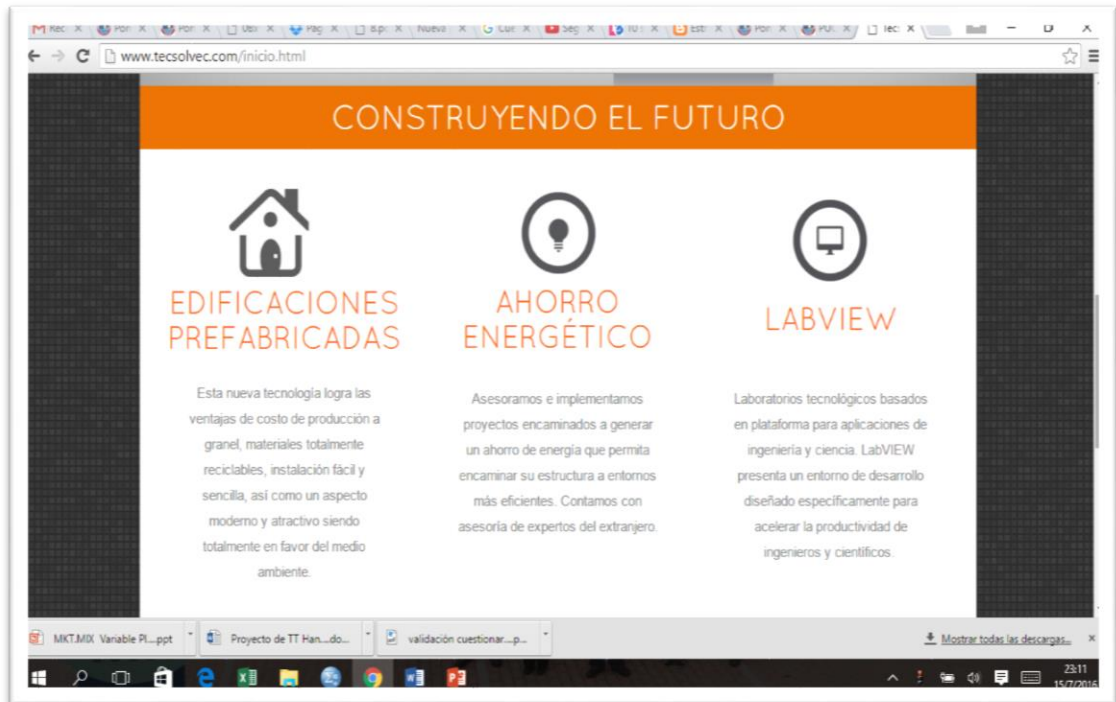 www.tecsolvec.com/inicio.html
CONSTRUYENDO EL FUTURO
EDIFICACIONES
PREFABRICADAS
Esta nueva tecnología logra las
ventajas de costo de producción a
granel, materiales totalmente
reciclables, instalación fácil y
sencilla, así como un aspecto
moderno y atractivo siendo
totalmente en favor del medio
ambiente.
AHORRO
ENERGÉTICO
Asesoramos e implementamos
proyectos encaminados a generar
un ahorro de energía que permita
encaminar su estructura a entornos
más eficientes. Contamos con
asesoría de expertos del extranjero.
LABVIEW
Laboratorios tecnológicos basados
en plataforma para aplicaciones de
ingeniería y ciencia. LabVIEW
presenta un entorno de desarrollo
diseñado específicamente para
acelerar la productividad de
ingenieros y científicos.
MKT.MIX Variable Pl....ppt
Proyecto de TT Han....do...
validación cuestionar....p...
Mostrar todas las descargas...
23:11
15/7/2016